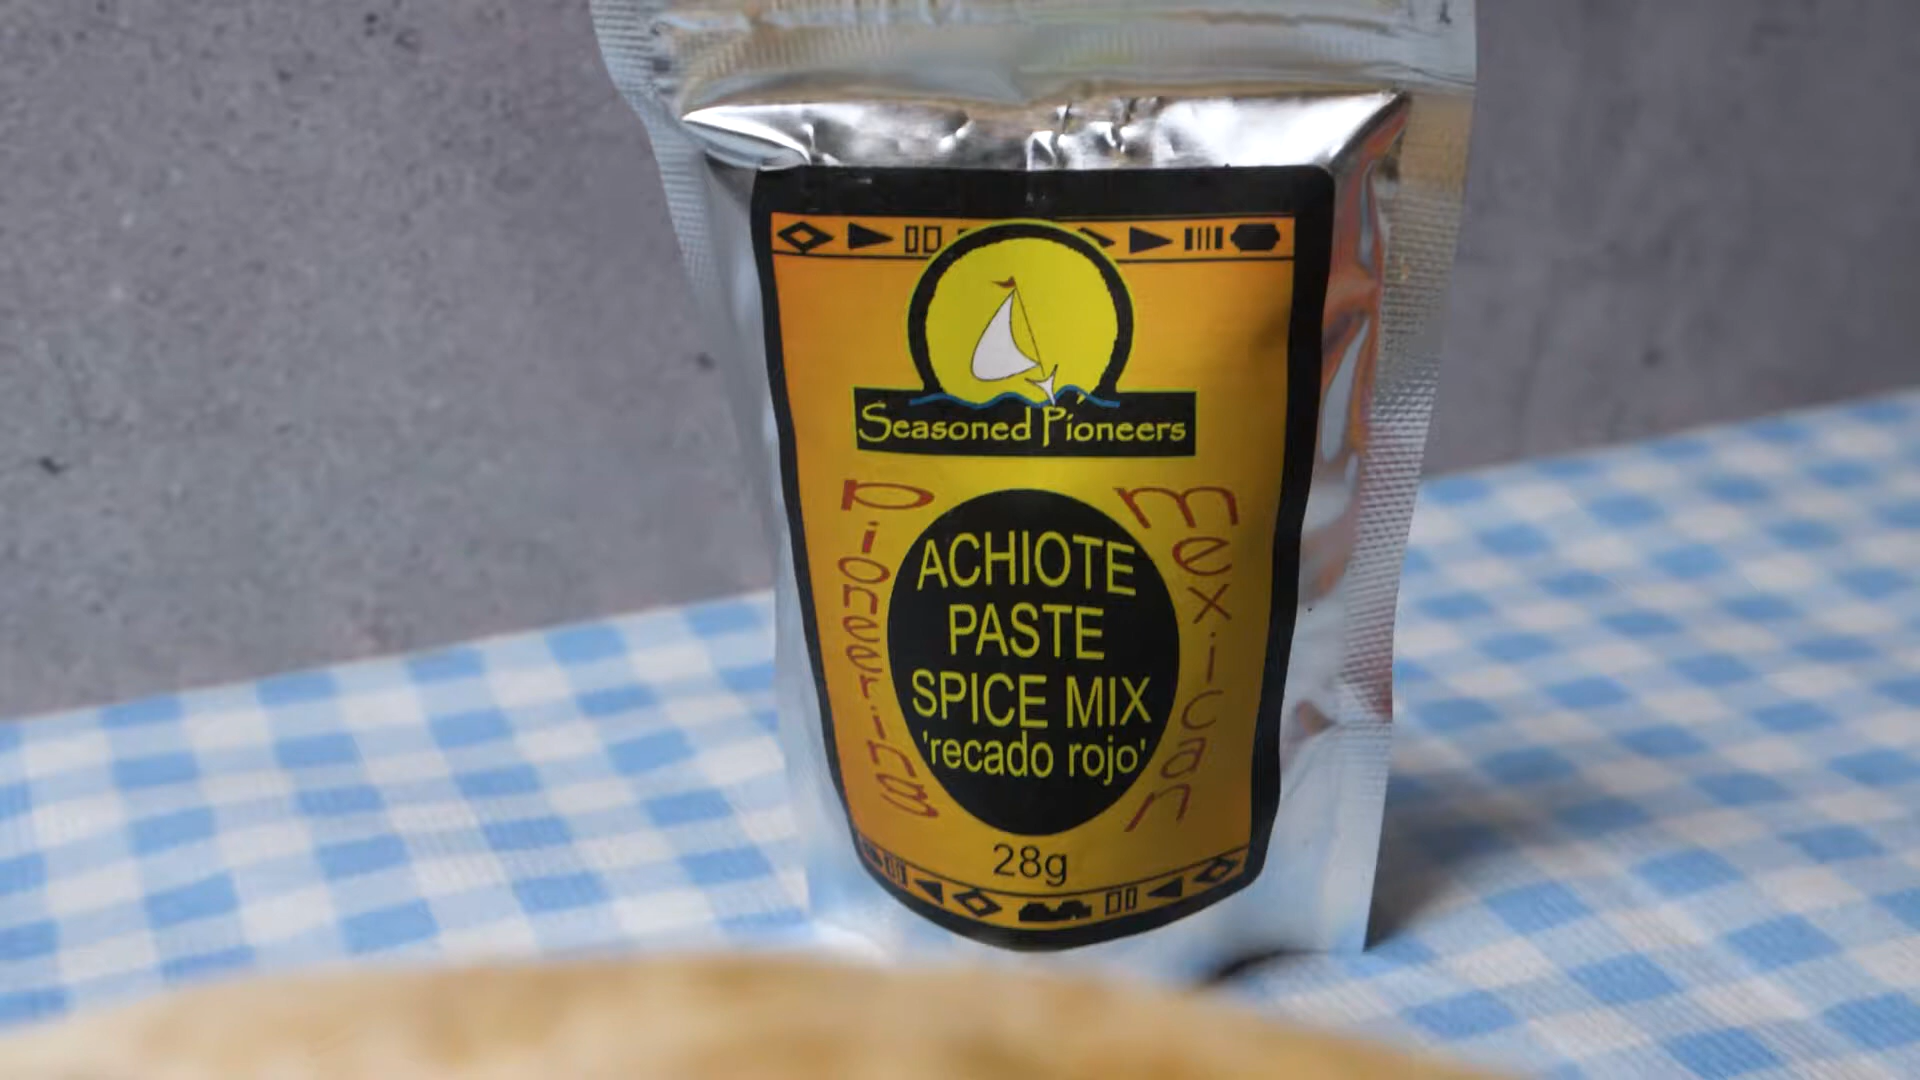 Seasoned Pioneers
pioneering
mexican
ACHIOTE
PASTE
SPICE MIX
'recado rojo'
28g